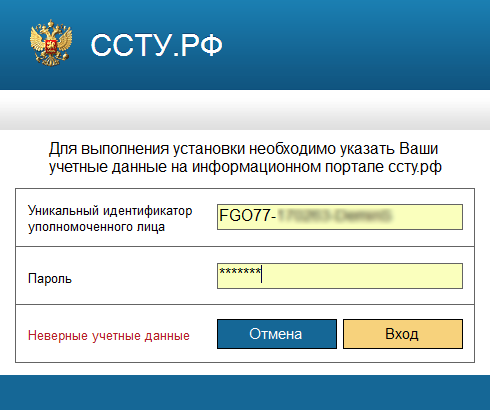 ССТУ.РФ
Для выполнения установки необходимо указать Ваши
учетные данные на информационном портале ссту.рф
Уникальный идентификатор
уполномоченного лица
FGO77-
Пароль
*******
Неверные учетные данные
Отмена
Вход